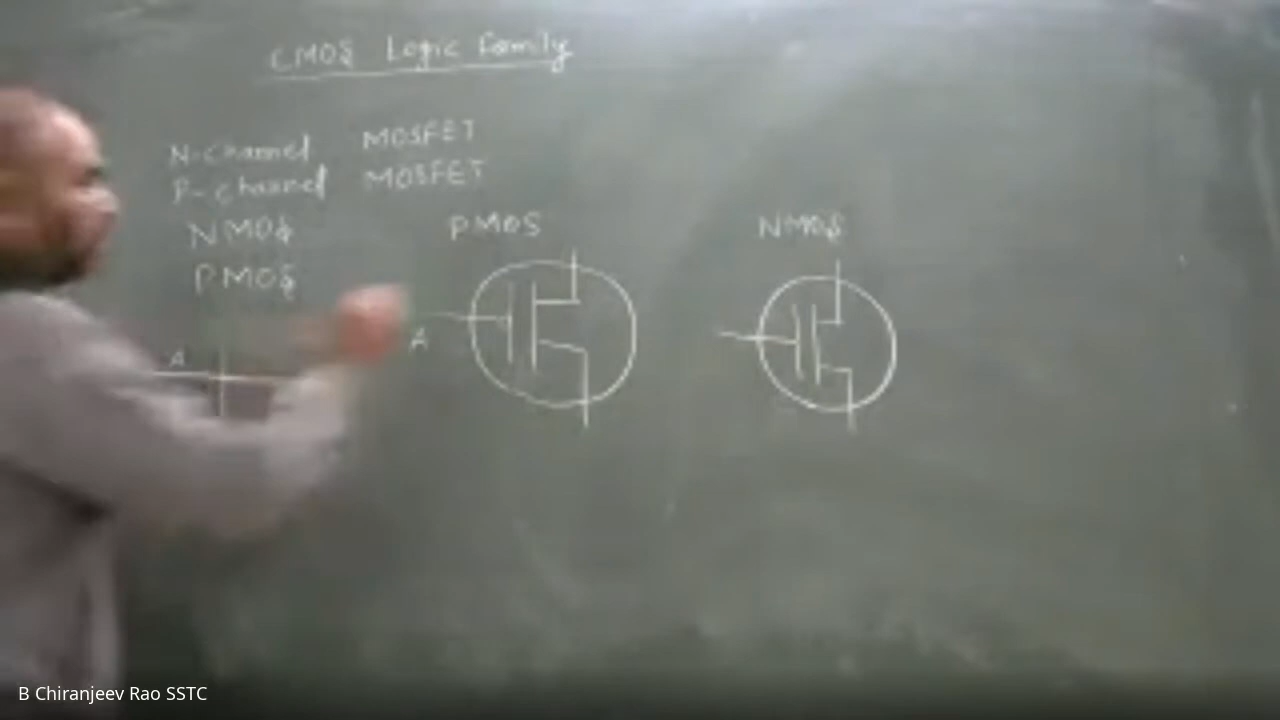 CMOS Logic family
N-channel MOSFET
P-channel MOSFET
NMOS
PMOS
PMOS
NMOS
A
A
B Chiranjeev Rao SSTC